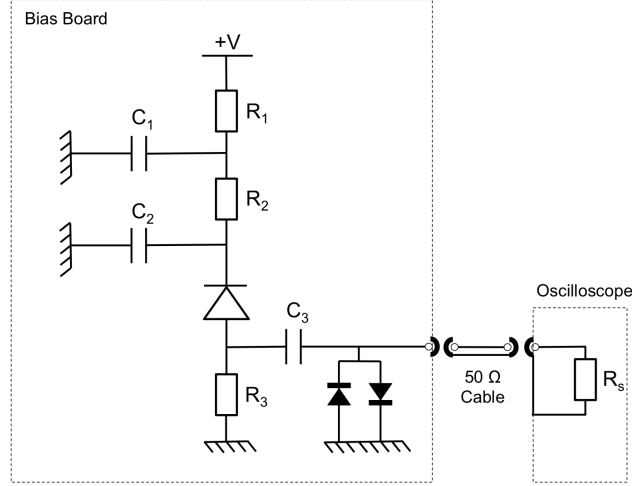 Bias Board
+V
R₁
C₁
R₂
C₂
C₃
R₃
50 Ω
Cable
Oscilloscope
Rₛ